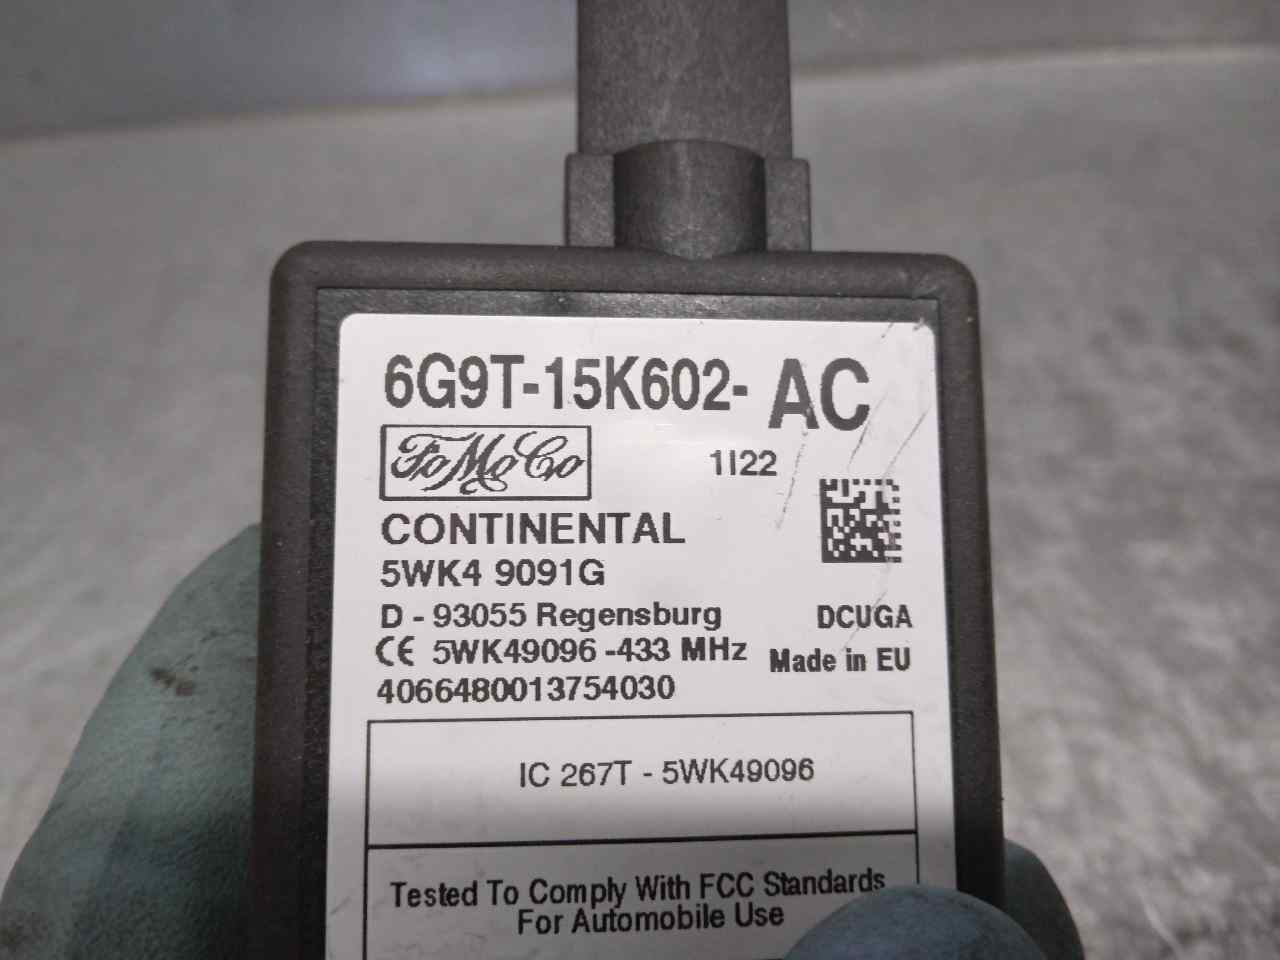 6G9T-15K602- AC
FoMoCo
1I22
CONTINENTAL
5WK4 9091G
D - 93055 Regensburg
DCUGA
CE 5WK49096 -433 MHz
Made in EU
4066480013754030
IC 267T - 5WK49096
Tested To Comply With FCC Standards
For Automobile Use